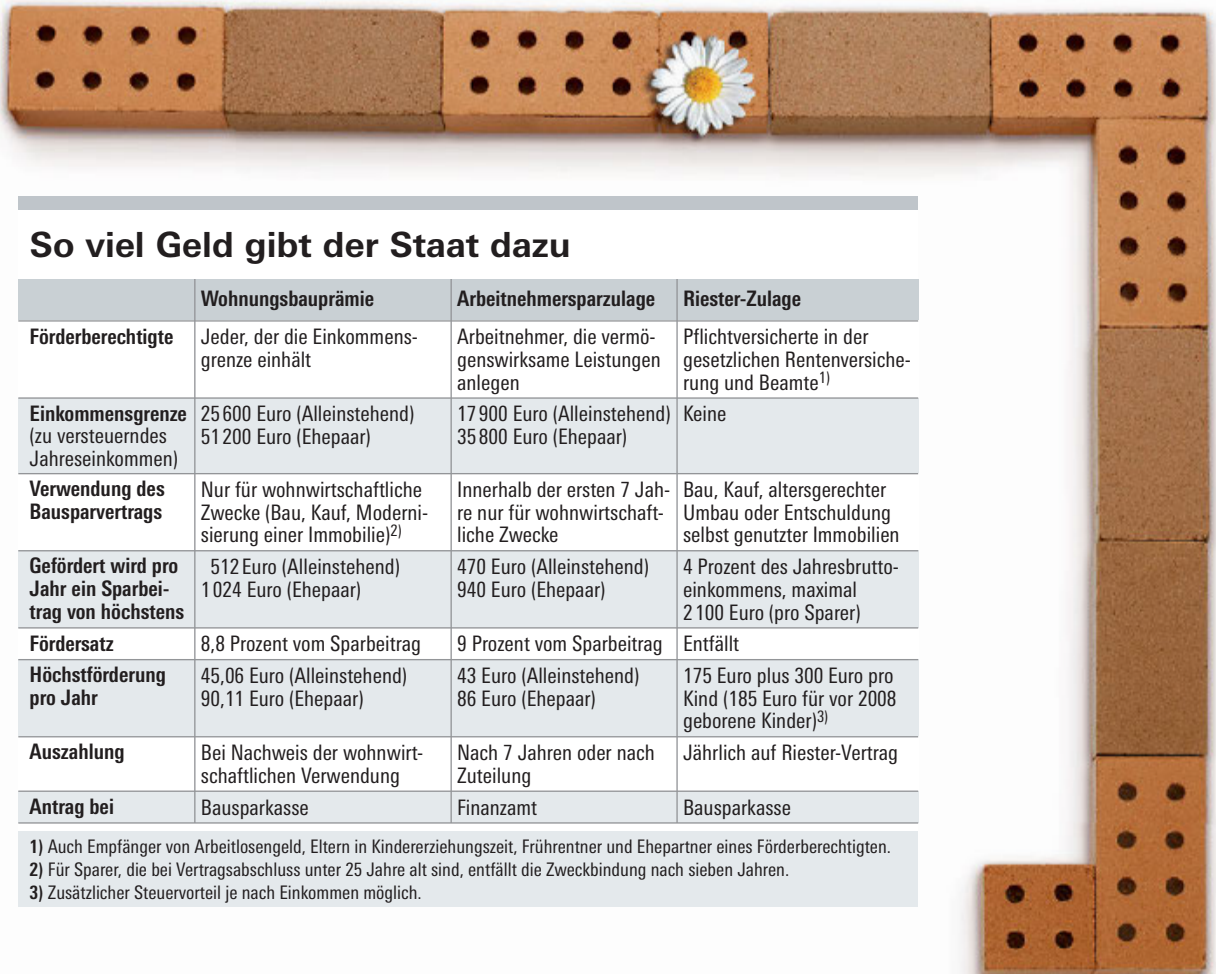 So viel Geld gibt der Staat dazu
Wohnungsbauprämie Arbeitnehmersparzulage Riester-Zulage
Förderberechtigte Jeder, der die Einkommens- Arbeitnehmer, die vermö- Pflichtversicherte in der
grenze einhält genswirksame Leistungen gesetzlichen Rentenversiche-
anlegen rung und Beamte1)
Einkommensgrenze 25 600 Euro (Alleinstehend) 17 900 Euro (Alleinstehend) Keine
(zu versteuerndes 51 200 Euro (Ehepaar) 35 800 Euro (Ehepaar)
Jahreseinkommen)
Verwendung des Nur für wohnwirtschaftliche Innerhalb der ersten 7 Jah- Bau, Kauf, altersgerechter
Bausparvertrags Zwecke (Bau, Kauf, Moderni- re nur für wohnwirtschaft- Umbau oder Entschuldung
sierung einer Immobilie)2) liche Zwecke selbst genutzter Immobilien
Gefördert wird pro 512 Euro (Alleinstehend) 470 Euro (Alleinstehend) 4 Prozent des Jahresbrutto-
Jahr ein Sparbei- 1 024 Euro (Ehepaar) 940 Euro (Ehepaar) einkommens, maximal
trag von höchstens 2 100 Euro (pro Sparer)
Fördersatz 8,8 Prozent vom Sparbeitrag 9 Prozent vom Sparbeitrag Entfällt
Höchstförderung 45,06 Euro (Alleinstehend) 43 Euro (Alleinstehend) 175 Euro plus 300 Euro pro
pro Jahr 90,11 Euro (Ehepaar) 86 Euro (Ehepaar) Kind (185 Euro für vor 2008
geborene Kinder)3)
Auszahlung Bei Nachweis der wohnwirt- Nach 7 Jahren oder nach Jährlich auf Riester-Vertrag
schaftlichen Verwendung Zuteilung
Antrag bei Bausparkasse Finanzamt Bausparkasse
1) Auch Empfänger von Arbeitlosengeld, Eltern in Kindererziehungszeit, Frührentner und Ehepartner eines Förderberechtigten.
2) Für Sparer, die bei Vertragsabschluss unter 25 Jahre alt sind, entfällt die Zweckbindung nach sieben Jahren.
3) Zusätzlicher Steuervorteil je nach Einkommen möglich.